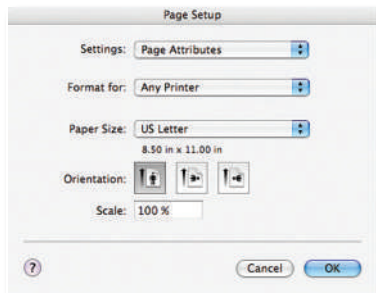 Page Setup
Settings: Page Attributes
Format for: Any Printer
Paper Size: US Letter
8.50 in x 11.00 in
Orientation:
Scale: 100 %
? Cancel OK